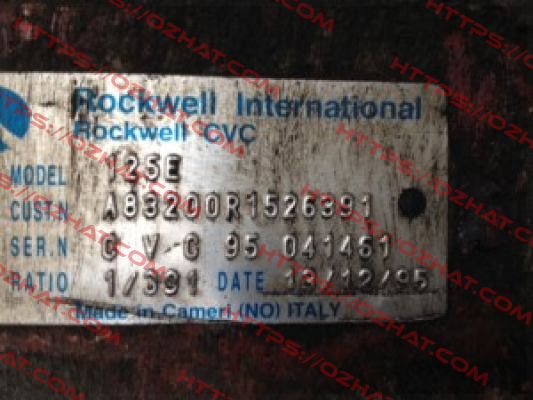 Rockwell International
Rockwell CVC
MODEL 125E
CUST.N A83200R1526391
SER.N C V C 95 041461
RATIO 1/391 DATE 13/12/95
Made in Cameri (NO) ITALY
HTTPS://OZHAT.COM